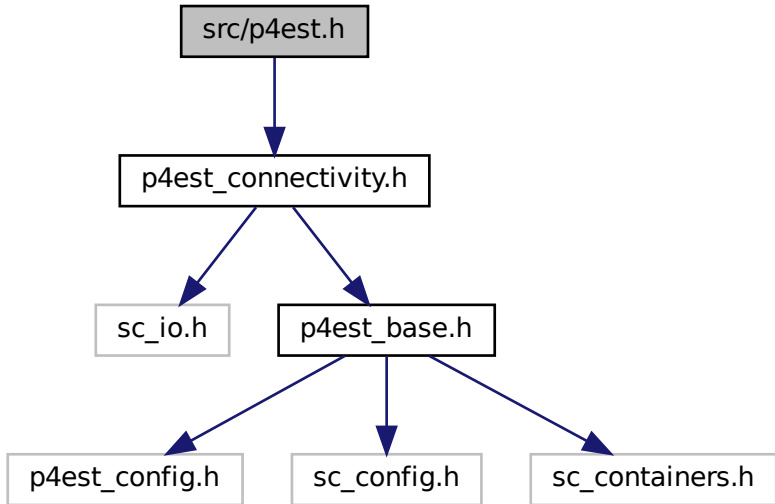 src/p4est.h
p4est_connectivity.h
sc_io.h
p4est_base.h
p4est_config.h
sc_config.h
sc_containers.h